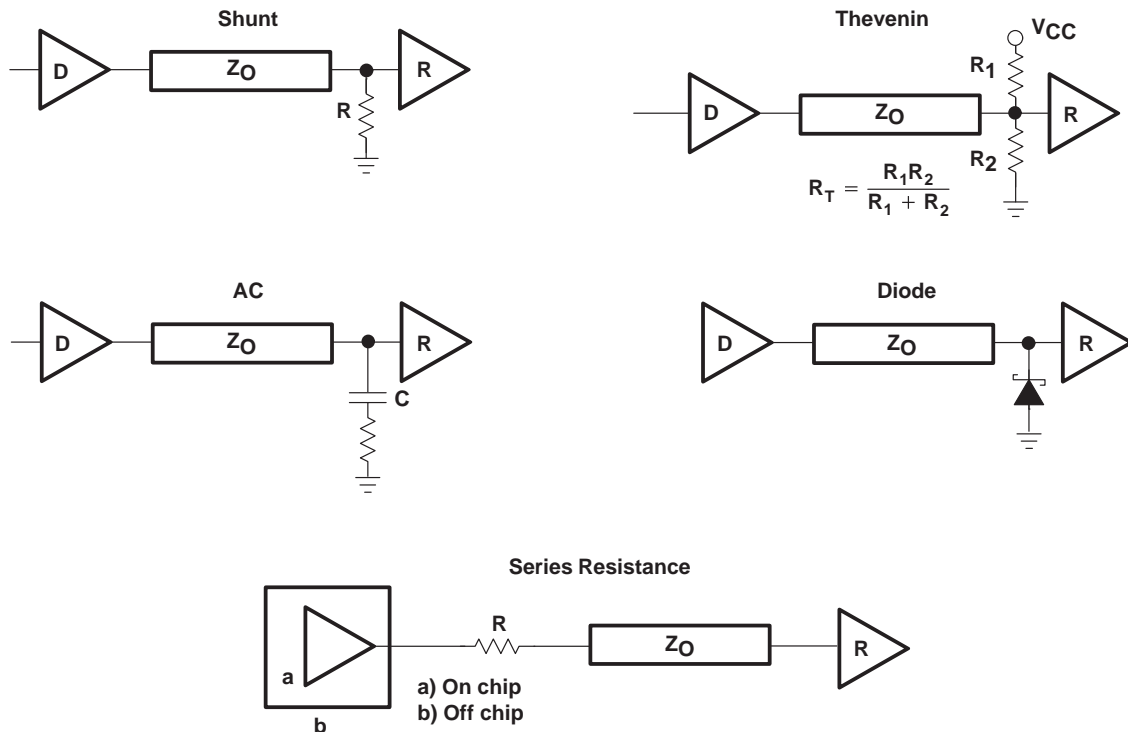 Shunt
D
ZO
R
R
Thevenin
VCC
R1
D
ZO
R
R2
RT = R1R2 / R1 + R2
AC
D
ZO
R
C
Diode
D
ZO
R
Series Resistance
R
ZO
R
a
a) On chip
b) Off chip
b